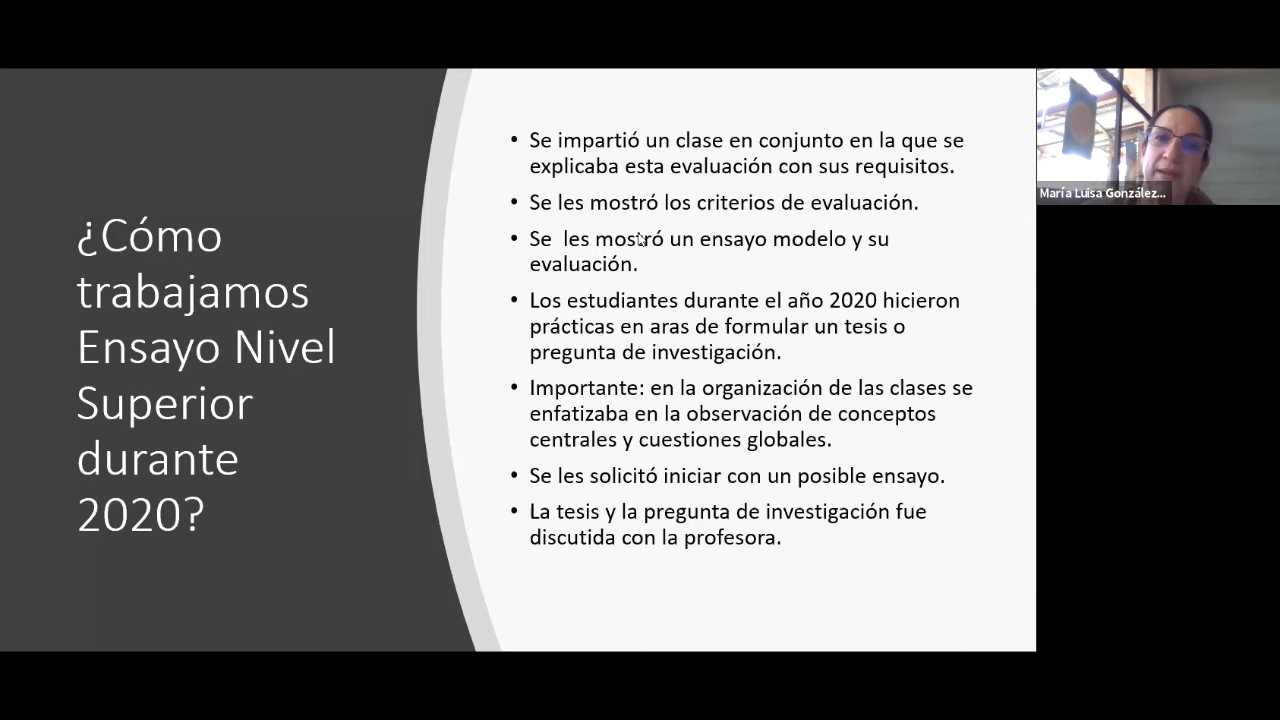 ¿Cómo
trabajamos
Ensayo Nivel
Superior
durante
2020?
• Se impartió un clase en conjunto en la que se
explicaba esta evaluación con sus requisitos.
• Se les mostró los criterios de evaluación.
• Se les mostró un ensayo modelo y su
evaluación.
• Los estudiantes durante el año 2020 hicieron
prácticas en aras de formular un tesis o
pregunta de investigación.
• Importante: en la organización de las clases se
enfatizaba en la observación de conceptos
centrales y cuestiones globales.
• Se les solicitó iniciar con un posible ensayo.
• La tesis y la pregunta de investigación fue
discutida con la profesora.
María Luisa González...